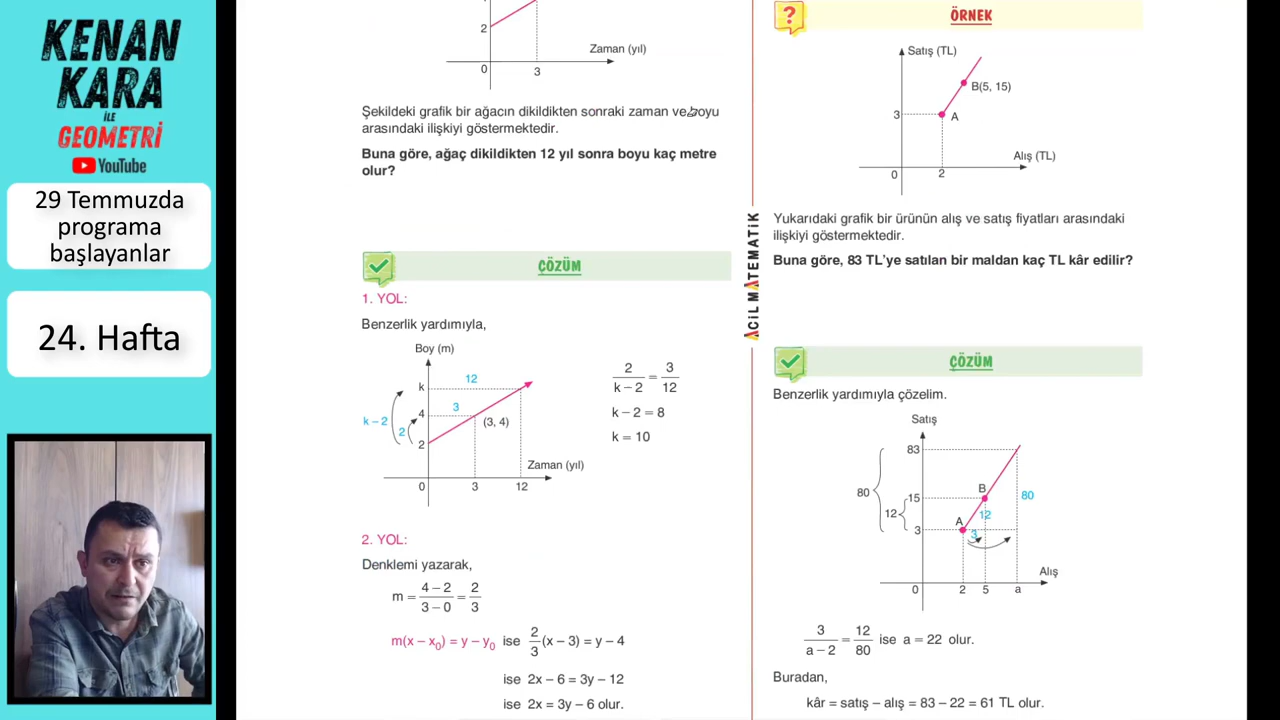 KENAN
KARA
İLE
GEOMETRİ
YouTube
29 Temmuzda
programa
başlayanlar
24. Hafta
2
0
3
Zaman (yıl)
Şekildeki grafik bir ağacın dikildikten sonraki zaman ve boyu
arasındaki ilişkiyi göstermektedir.
Buna göre, ağaç dikildikten 12 yıl sonra boyu kaç metre
olur?
ÇÖZÜM
1. YOL:
Benzerlik yardımıyla,
Boy (m)
k
12
4
3
k – 2
2
(3, 4)
2
Zaman (yıl)
0
3
12
2/(k – 2) = 3/12
k – 2 = 8
k = 10
2. YOL:
Denklemi yazarak,
m = (4 – 2)/(3 – 0) = 2/3
m(x – x₀) = y – y₀ ise 2/3 (x – 3) = y – 4
ise 2x – 6 = 3y – 12
ise 2x = 3y – 6 olur.
ACİL MATEMATİK
?
ÖRNEK
Satış (TL)
B(5, 15)
3
A
Alış (TL)
0
2
Yukarıdaki grafik bir ürünün alış ve satış fiyatları arasındaki
ilişkiyi göstermektedir.
Buna göre, 83 TL'ye satılan bir maldan kaç TL kâr edilir?
ÇÖZÜM
Benzerlik yardımıyla çözelim.
Satış
83
80
15
B
80
12
12
A
3
3
Alış
0
2
5
a
3/(a – 2) = 12/80 ise a = 22 olur.
Buradan,
kâr = satış – alış = 83 – 22 = 61 TL olur.